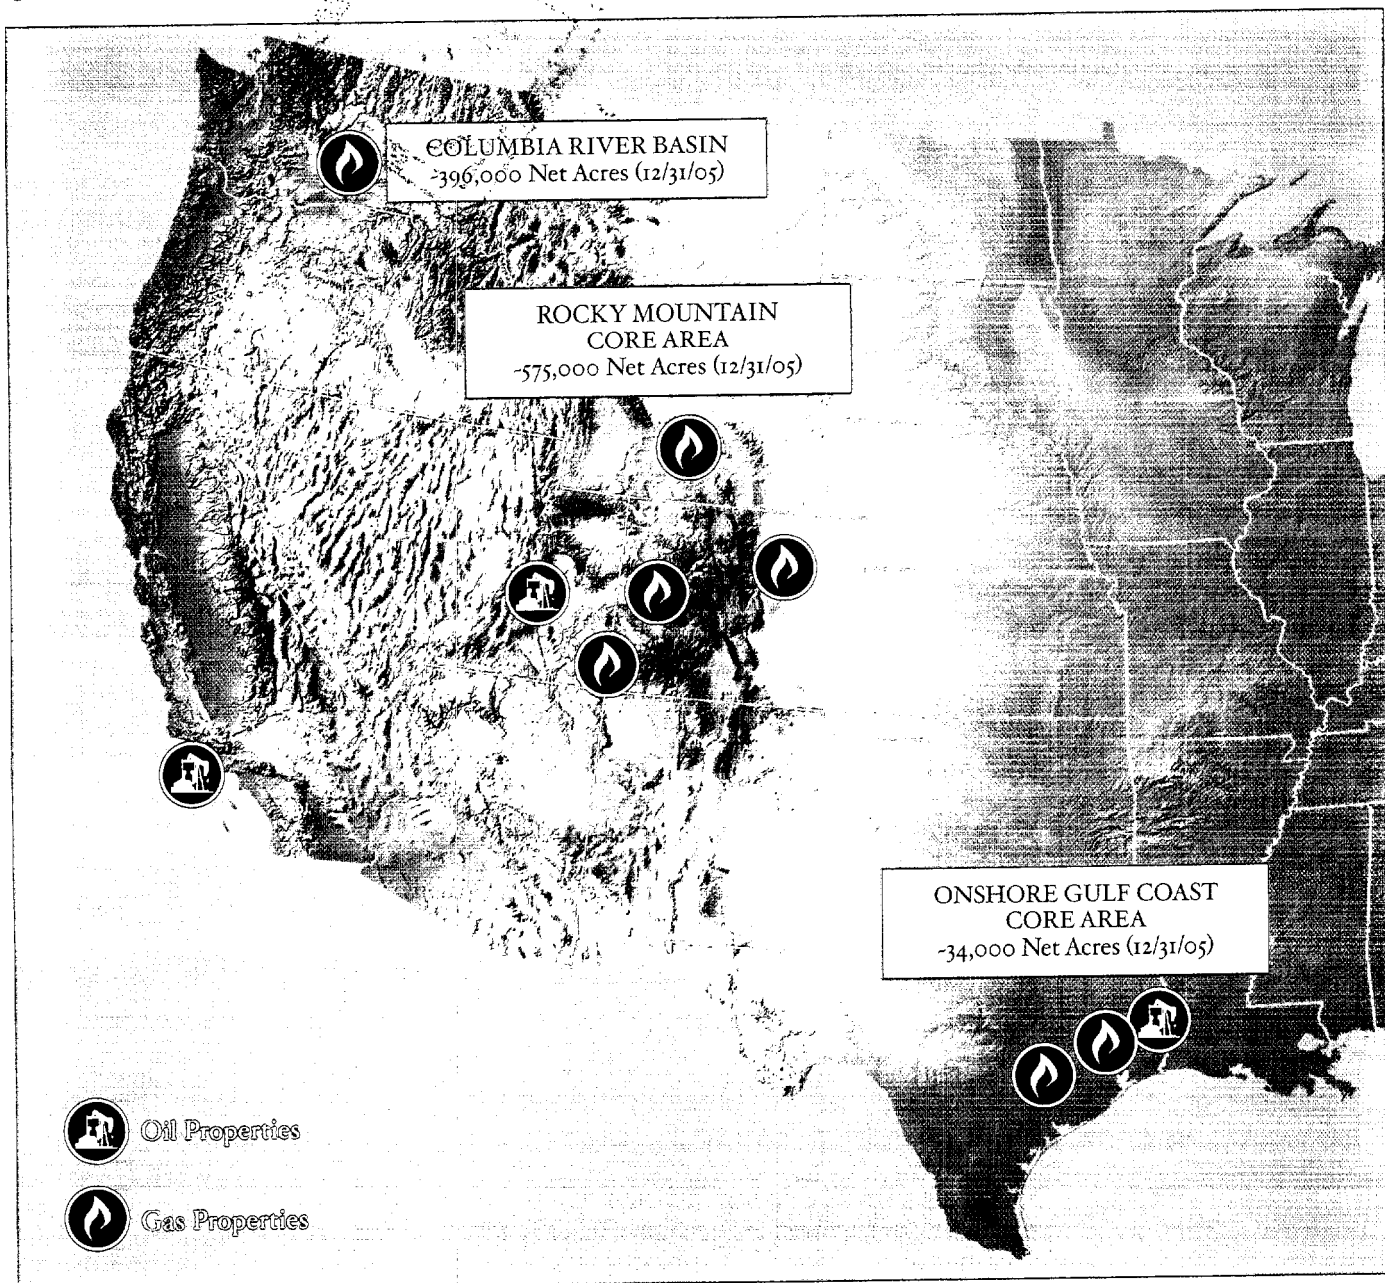 COLUMBIA RIVER BASIN
~396,000 Net Acres (12/31/05)
ROCKY MOUNTAIN
CORE AREA
~575,000 Net Acres (12/31/05)
ONSHORE GULF COAST
CORE AREA
~34,000 Net Acres (12/31/05)
Oil Properties
Gas Properties